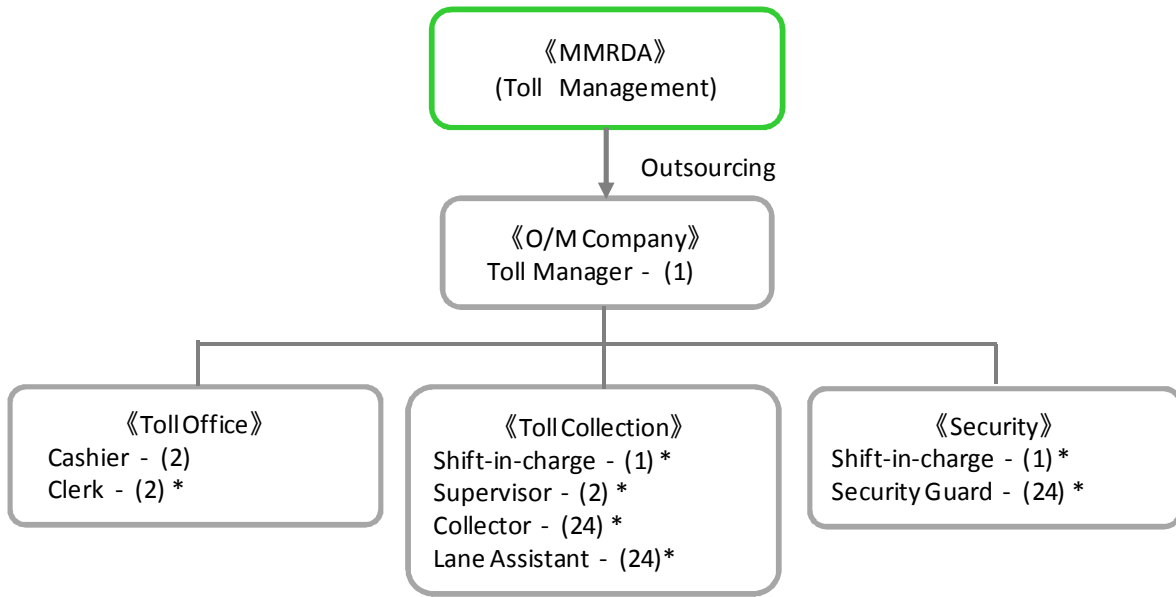 《MMRDA》
(Toll Management)
Outsourcing
《O/M Company》
Toll Manager - (1)
《Toll Office》
Cashier - (2)
Clerk - (2) *
《Toll Collection》
Shift-in-charge - (1) *
Supervisor - (2) *
Collector - (24) *
Lane Assistant - (24)*
《Security》
Shift-in-charge - (1) *
Security Guard - (24) *